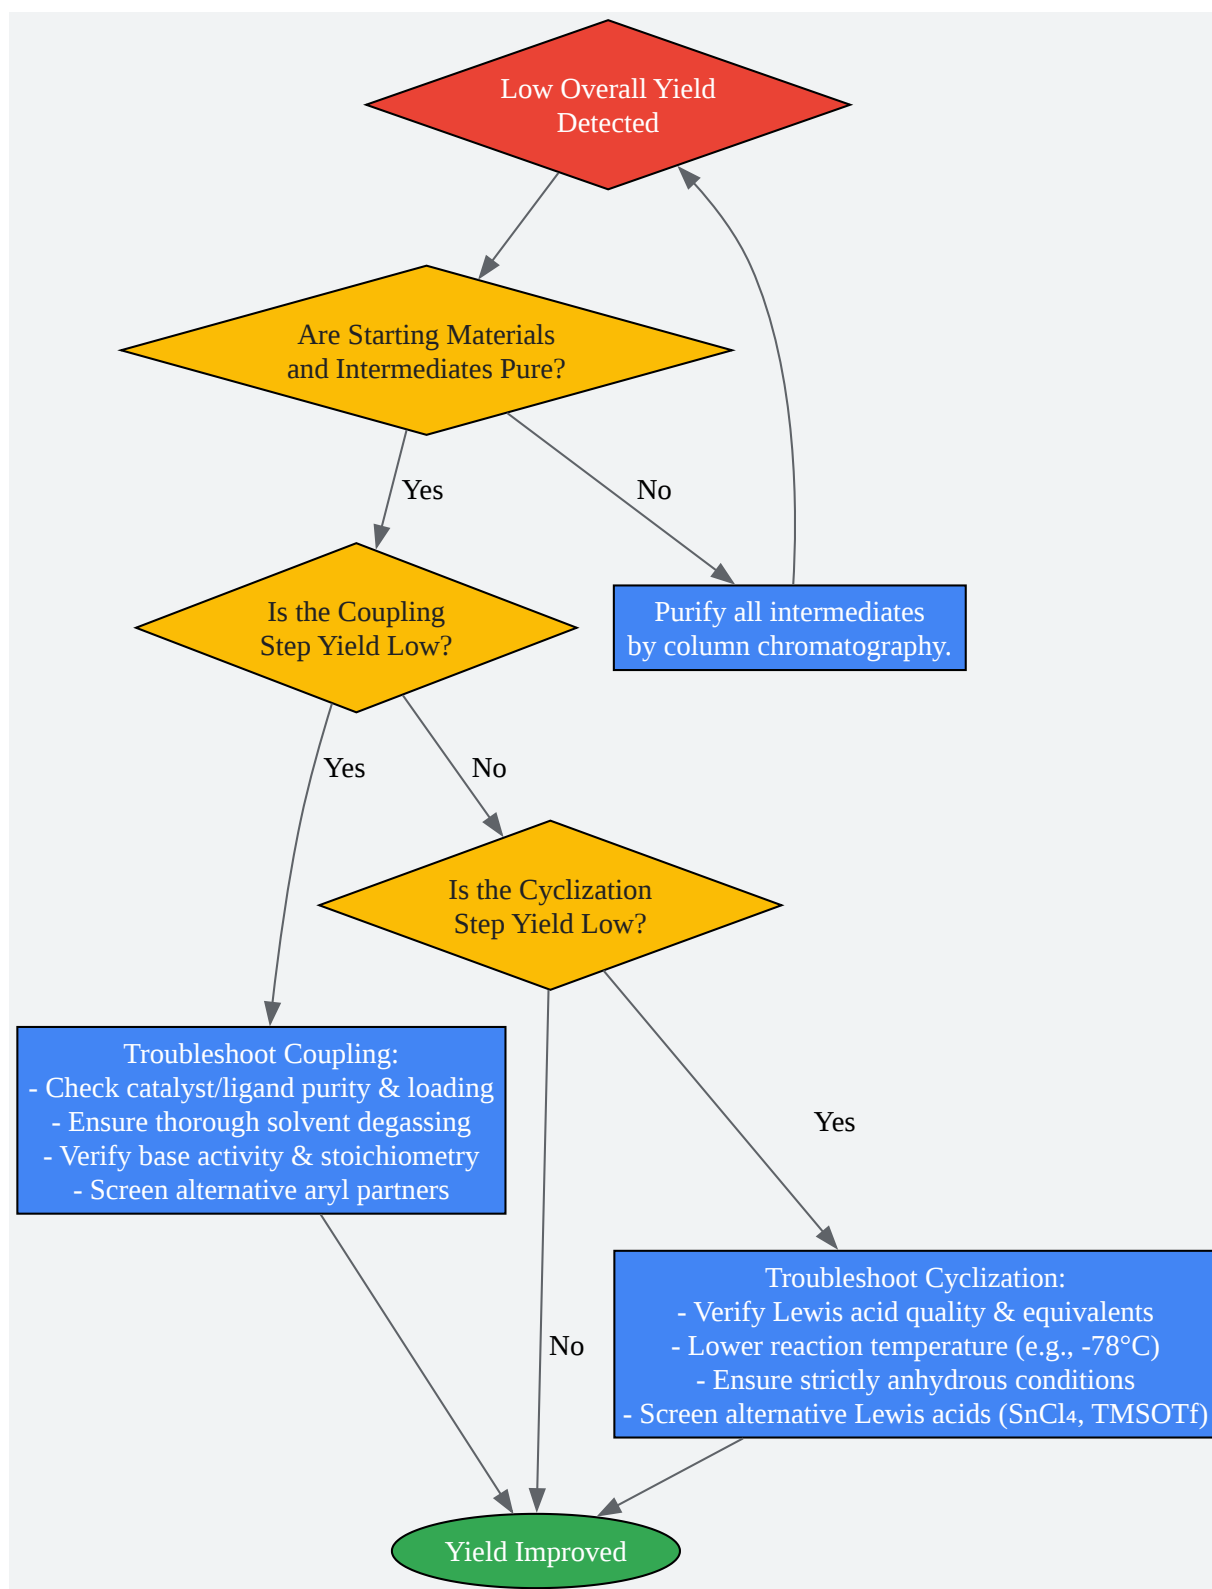 Low Overall Yield
Detected
Are Starting Materials
and Intermediates Pure?
Yes
No
Is the Coupling
Step Yield Low?
Purify all intermediates
by column chromatography.
Yes
No
Is the Cyclization
Step Yield Low?
Troubleshoot Coupling:
- Check catalyst/ligand purity & loading
- Ensure thorough solvent degassing
- Verify base activity & stoichiometry
- Screen alternative aryl partners
Yes
No
Troubleshoot Cyclization:
- Verify Lewis acid quality & equivalents
- Lower reaction temperature (e.g., -78°C)
- Ensure strictly anhydrous conditions
- Screen alternative Lewis acids (SnCl₄, TMSOTf)
Yield Improved